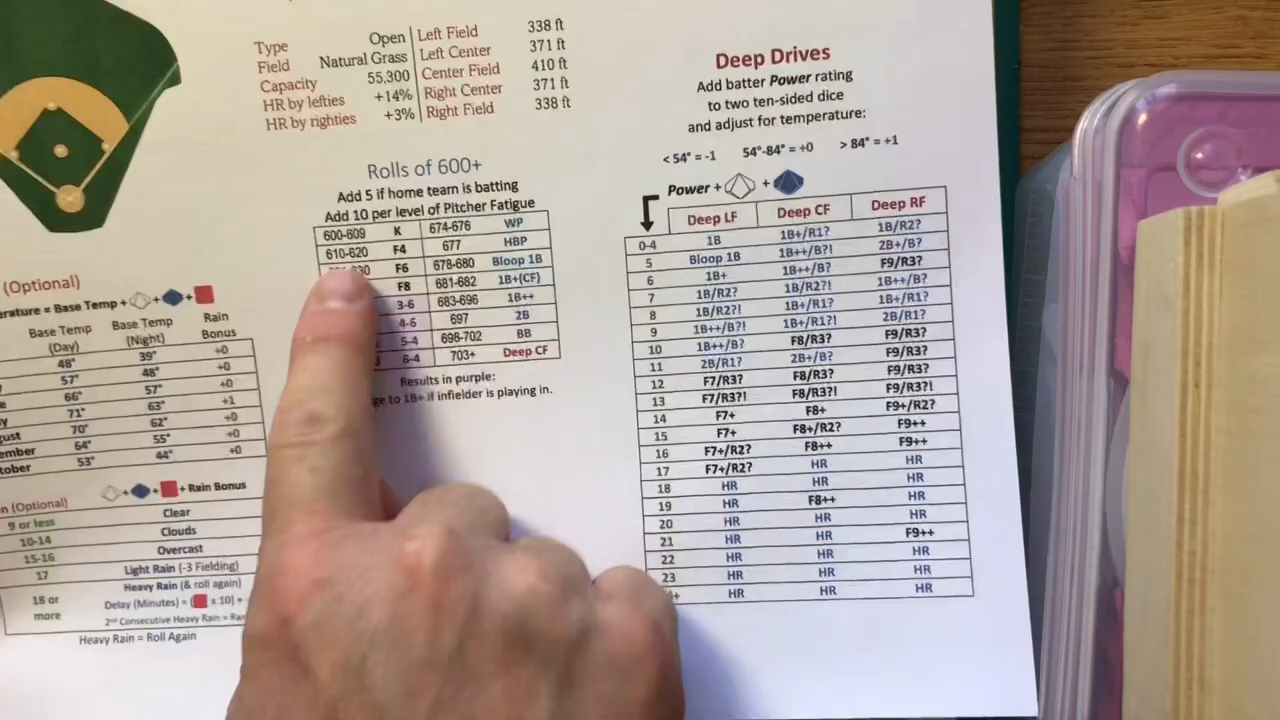 Type Open Left Field 338 ft
Field Natural Grass Left Center 371 ft
Capacity 55,300 Center Field 410 ft
HR by lefties +14% Right Center 371 ft
HR by righties +3% Right Field 338 ft
Rolls of 600+
Add 5 if home team is batting
Add 10 per level of Pitcher Fatigue
600-609 K 674-676 WP
610-620 F4 677 HBP
F6 678-680 Bloop 1B
F8 681-682 1B+(CF)
3-6 683-696 1B++
4-6 697 2B
5-4 698-702 BB
6-4 703+ Deep CF
Results in purple:
ge to 1B+ if infielder is playing in.
Deep Drives
Add batter Power rating
to two ten-sided dice
and adjust for temperature:
< 54° = -1 54°-84° = +0 > 84° = +1
Power + +
Deep LF Deep CF Deep RF
0-4 1B 1B+/R1? 1B/R2?
5 Bloop 1B 1B++/B?! 2B+/B?
6 1B+ 1B++/B? F9/R3?
7 1B/R2? 1B/R2?! 1B++/B?
8 1B/R2?! 1B+/R1? 1B+/R1?
9 1B++/B?! 1B+/R1?! 2B/R1?
10 1B++/B? F8/R3? F9/R3?
11 2B/R1? 2B+/B? F9/R3?
12 F7/R3? F8/R3? F9/R3?
13 F7/R3?! F8/R3?! F9/R3?!
14 F7+ F8+ F9+/R2?
15 F7+ F8+/R2? F9++
16 F7+/R2? F8++ F9++
17 F7+/R2? HR HR
18 HR HR HR
19 HR F8++ HR
20 HR HR HR
21 HR HR F9++
22 HR HR HR
23 HR HR HR
+ HR HR HR
(Optional)
erature = Base Temp + + +
Base Temp (Day) Base Temp (Night) Rain Bonus
48° 39° +0
57° 48° +0
66° 57° +0
71° 63° +1
gust 70° 62° +0
ember 64° 55° +0
tober 53° 44° +0
n (Optional) + + + Rain Bonus
9 or less Clear
10-14 Clouds
15-16 Overcast
17 Light Rain (-3 Fielding)
18 or more Heavy Rain (& roll again)
Delay (Minutes) = ( x 10) +
2nd Consecutive Heavy Rain =
Heavy Rain = Roll Again